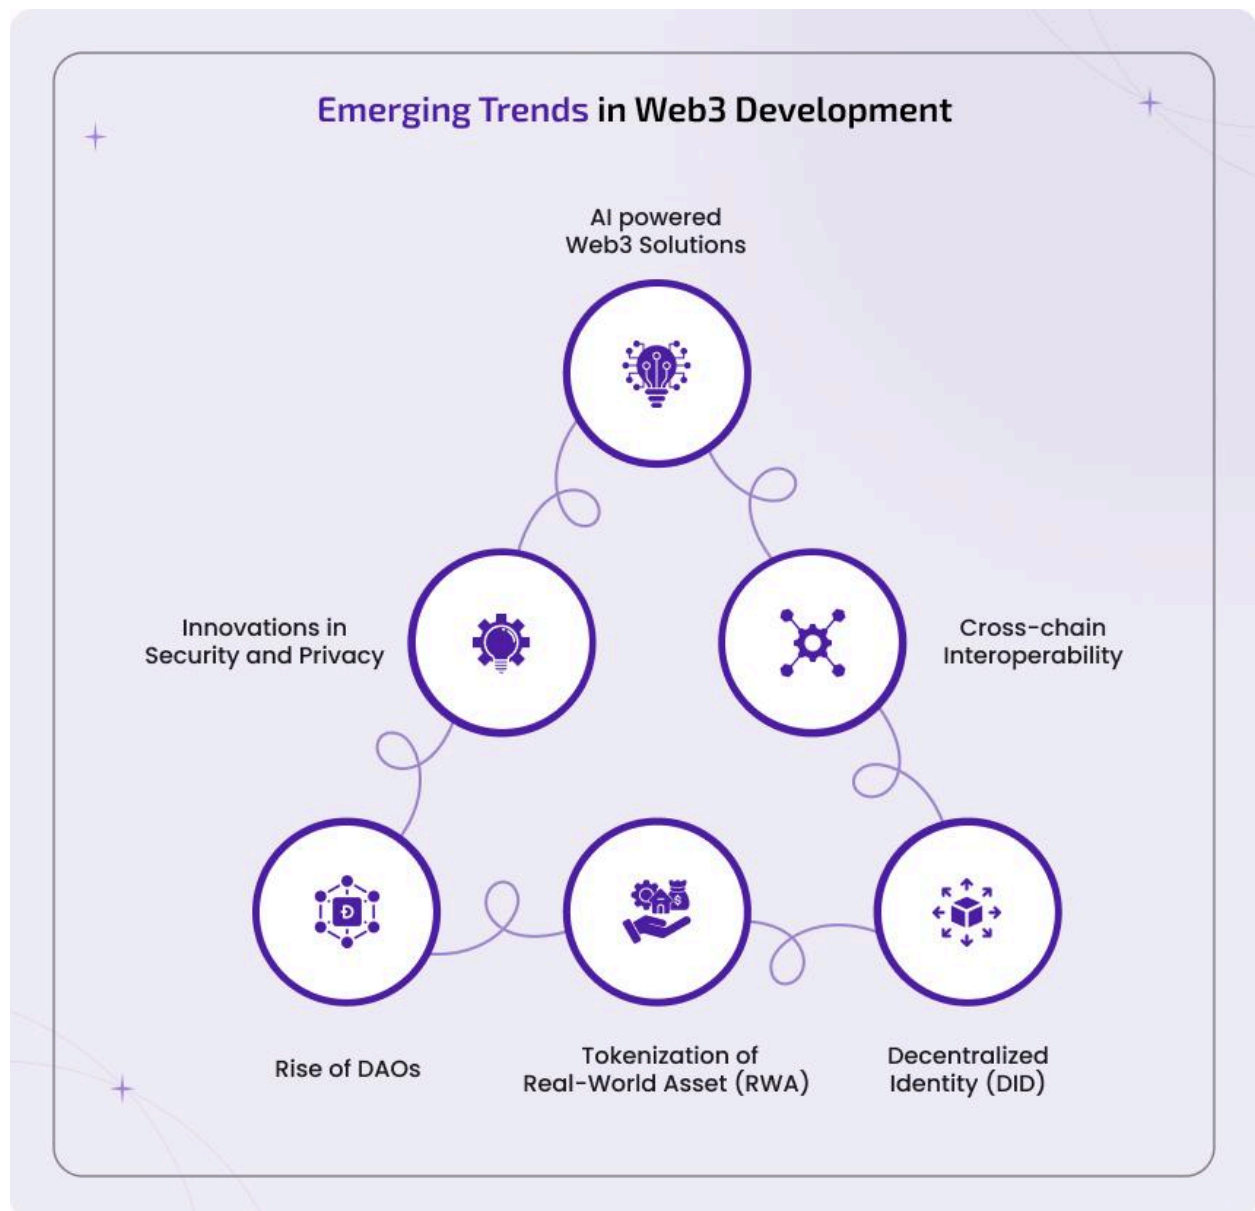 Emerging Trends in Web3 Development
AI powered
Web3 Solutions
Innovations in
Security and Privacy
Cross-chain
Interoperability
Rise of DAOs
Tokenization of
Real-World Asset (RWA)
Decentralized
Identity (DID)